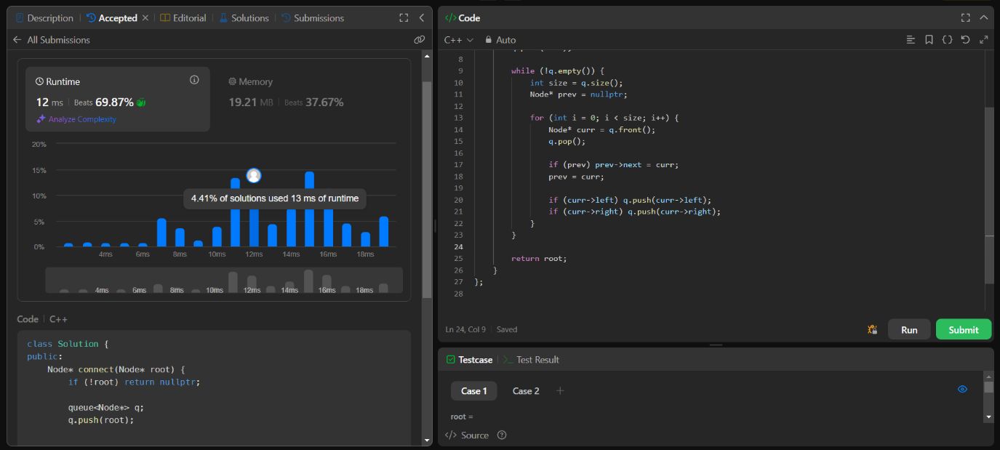 Description
Accepted
Editorial
Solutions
Submissions
All Submissions
Runtime
12 ms Beats 69.87%
Analyze Complexity
Memory
19.21 MB Beats 37.67%
20%
15%
10%
5%
0%
4.41% of solutions used 13 ms of runtime
4ms 6ms 8ms 10ms 12ms 14ms 16ms 18ms
4ms 6ms 8ms 10ms 12ms 14ms 16ms 18ms
Code C++
class Solution {
public:
    Node* connect(Node* root) {
        if (!root) return nullptr;
        queue<Node*> q;
        q.push(root);
</> Code
C++ Auto
8
9 while (!q.empty()) {
10 int size = q.size();
11 Node* prev = nullptr;
12
13 for (int i = 0; i < size; i++) {
14 Node* curr = q.front();
15 q.pop();
16
17 if (prev) prev->next = curr;
18 prev = curr;
19
20 if (curr->left) q.push(curr->left);
21 if (curr->right) q.push(curr->right);
22 }
23 }
24
25 return root;
26 }
27 };
28
Ln 24, Col 9 Saved
Run
Submit
Testcase
>_ Test Result
Case 1
Case 2
+
root =
</> Source